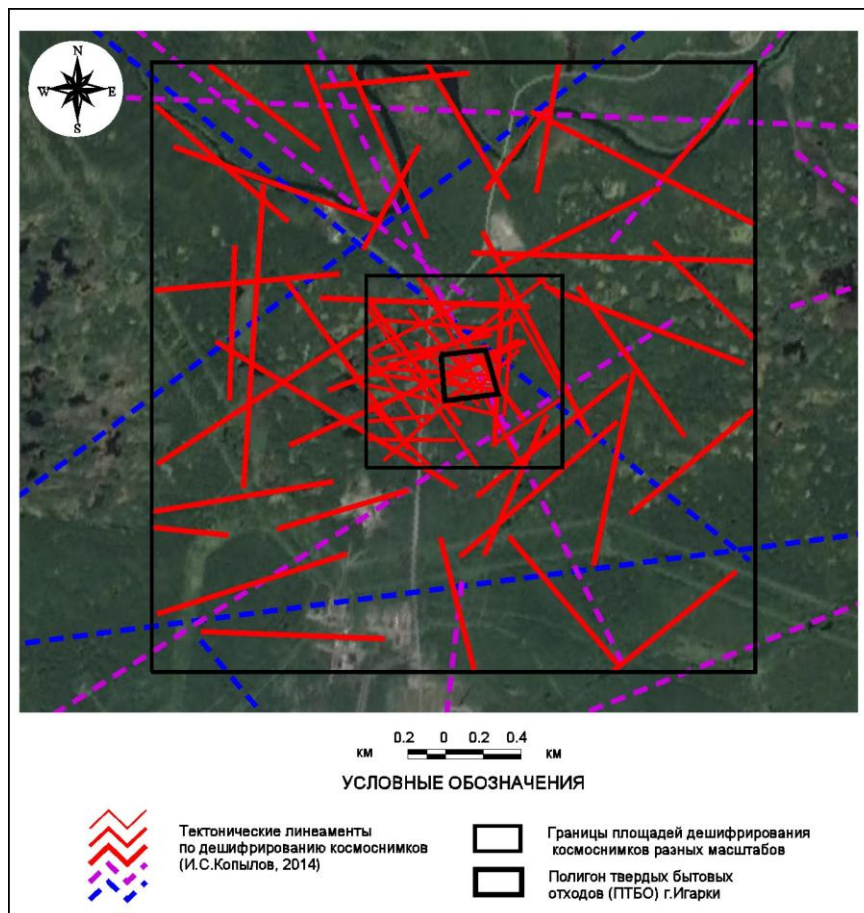 N
W E
S
0.2 0 0.2 0.4
км км
УСЛОВНЫЕ ОБОЗНАЧЕНИЯ
Тектонические линеаменты
по дешифрированию космоснимков
(И.С.Копылов, 2014)
Границы площадей дешифрирования
космоснимков разных масштабов
Полигон твердых бытовых
отходов (ПТБО) г.Игарки